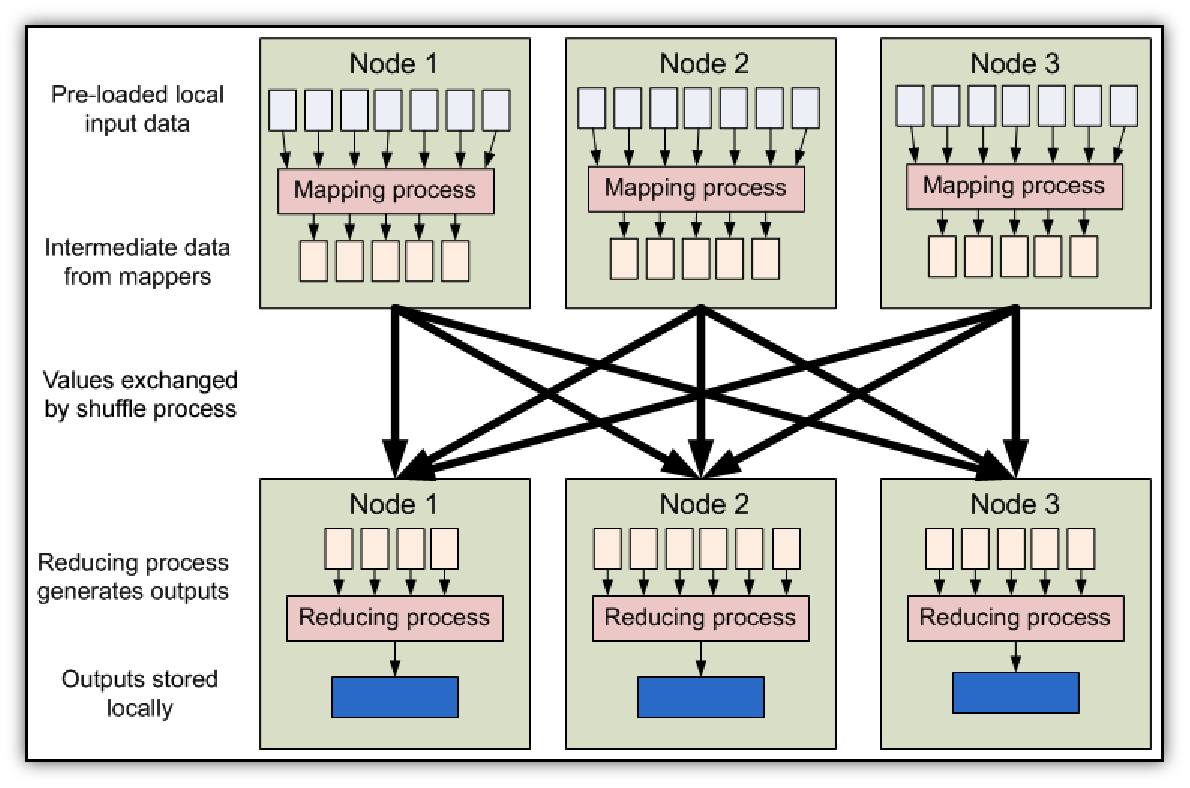 Node 1
Node 2
Node 3
Pre-loaded local
input data
Mapping process
Mapping process
Mapping process
Intermediate data
from mappers
Values exchanged
by shuffle process
Node 1
Node 2
Node 3
Reducing process
generates outputs
Reducing process
Reducing process
Reducing process
Outputs stored
locally